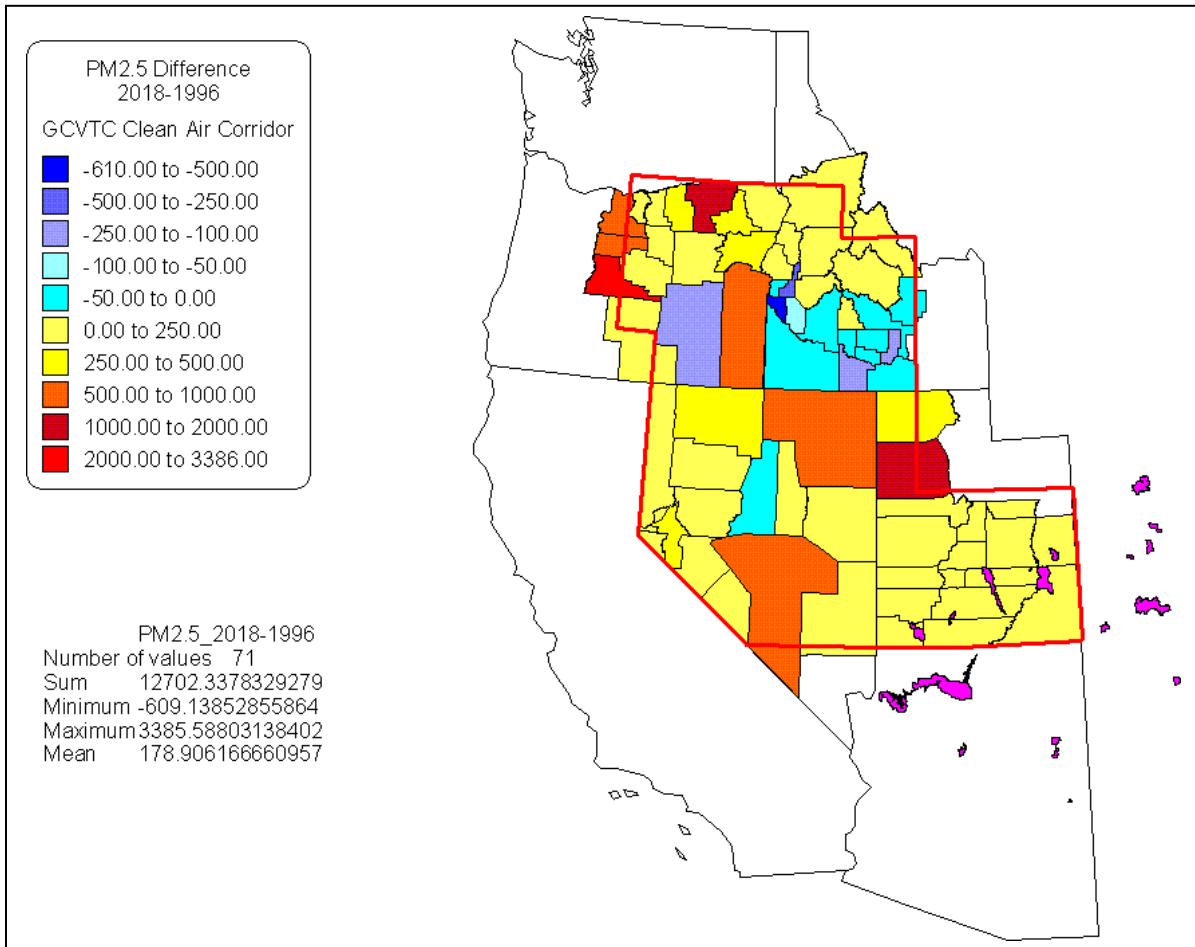 PM2.5 Difference
2018-1996
GCVTC Clean Air Corridor
-610.00 to -500.00
-500.00 to -250.00
-250.00 to -100.00
-100.00 to -50.00
-50.00 to 0.00
0.00 to 250.00
250.00 to 500.00
500.00 to 1000.00
1000.00 to 2000.00
2000.00 to 3386.00
PM2.5_2018-1996
Number of values 71
Sum 12702.3378329279
Minimum -609.13852855864
Maximum 3385.58803138402
Mean 178.906166660957